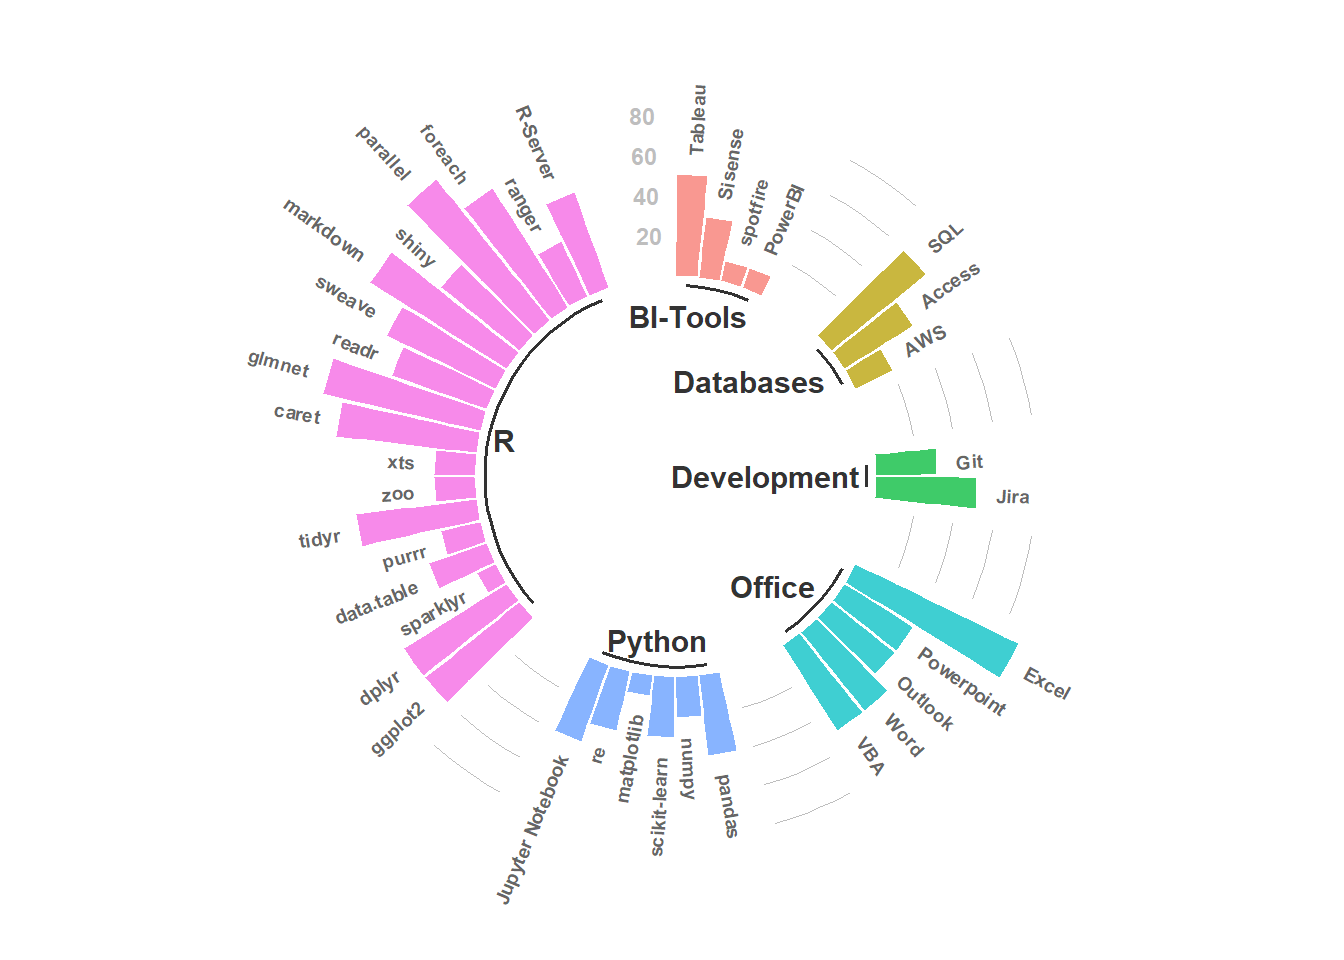 80
60
40
20
Tableau
Sisense
spotfire
PowerBI
SQL
Access
AWS
Git
Jira
Excel
Powerpoint
Outlook
Word
VBA
pandas
numpy
scikit-learn
matplotlib
re
Jupyter Notebook
ggplot2
dplyr
sparklyr
data.table
purrr
tidyr
zoo
xts
caret
glmnet
readr
sweave
markdown
shiny
parallel
foreach
ranger
R-Server
BI-Tools
Databases
Development
Office
Python
R